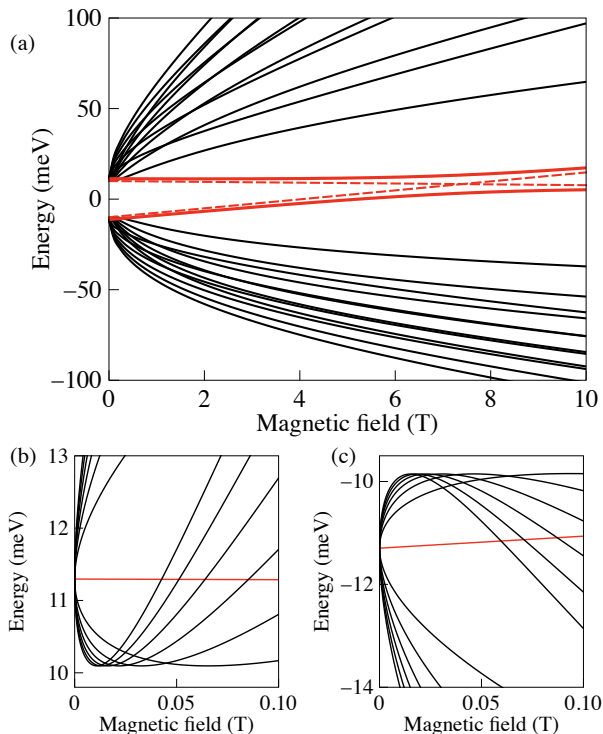 (a)
100
50
0
−50
−100
Energy (meV)
0 2 4 6 8 10
Magnetic field (T)
(b)
13
12
11
10
Energy (meV)
0 0.05 0.10
Magnetic field (T)
(c)
−10
−12
−14
Energy (meV)
0 0.05 0.10
Magnetic field (T)